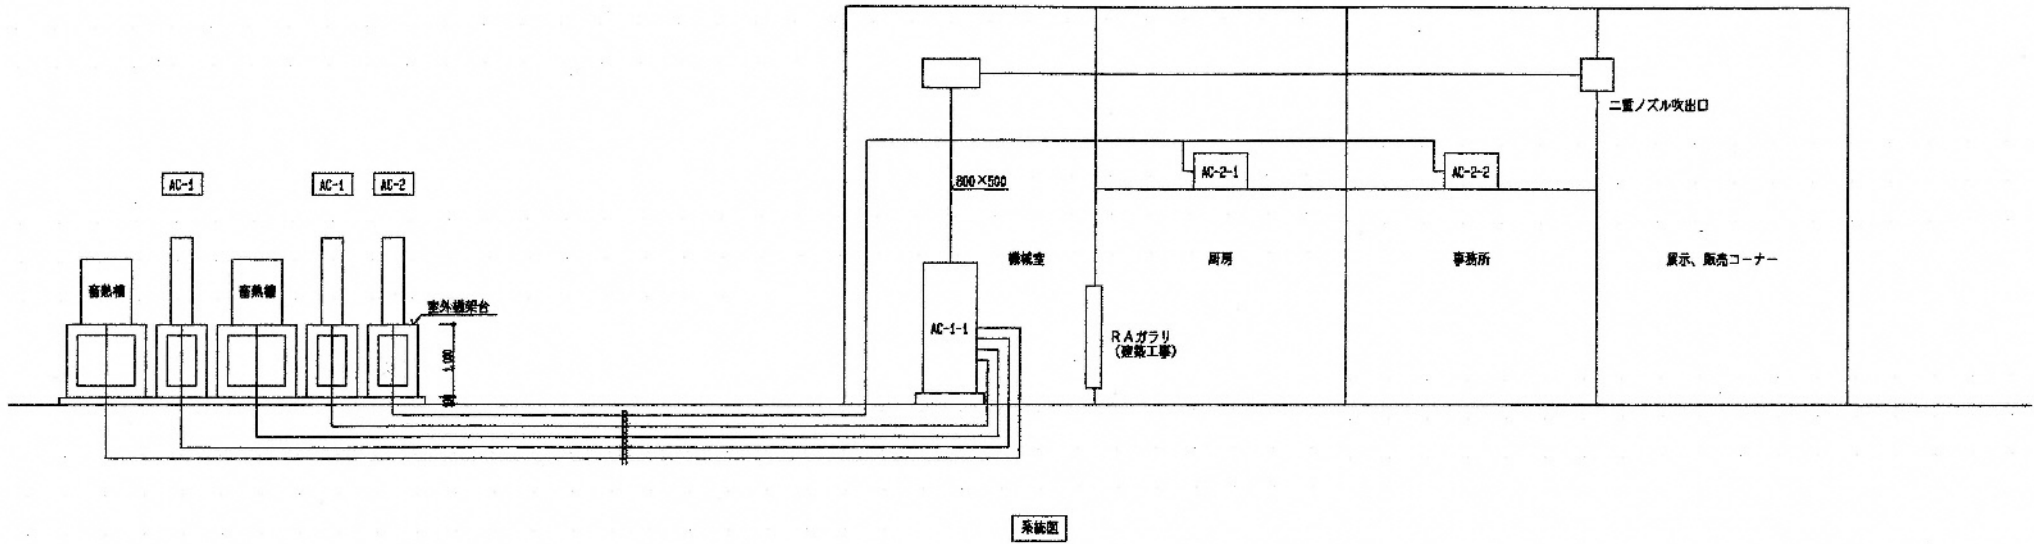 二重ノズル吹出口
AC-1
AC-1
AC-2
800×500
AC-2-1
AC-2-2
蓄熱槽
蓄熱槽
機械室
厨房
事務所
展示、販売コーナー
室外機架台
AC-1-1
RAガラリ
(建築工事)
系統図